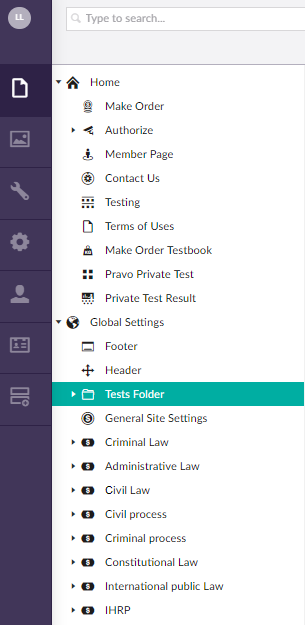 LL
Type to search...
Home
Make Order
Authorize
Member Page
Contact Us
Testing
Terms of Uses
Make Order Testbook
Pravo Private Test
Private Test Result
Global Settings
Footer
Header
Tests Folder
General Site Settings
Criminal Law
Administrative Law
Civil Law
Civil process
Criminal process
Constitutional Law
International public Law
IHRP